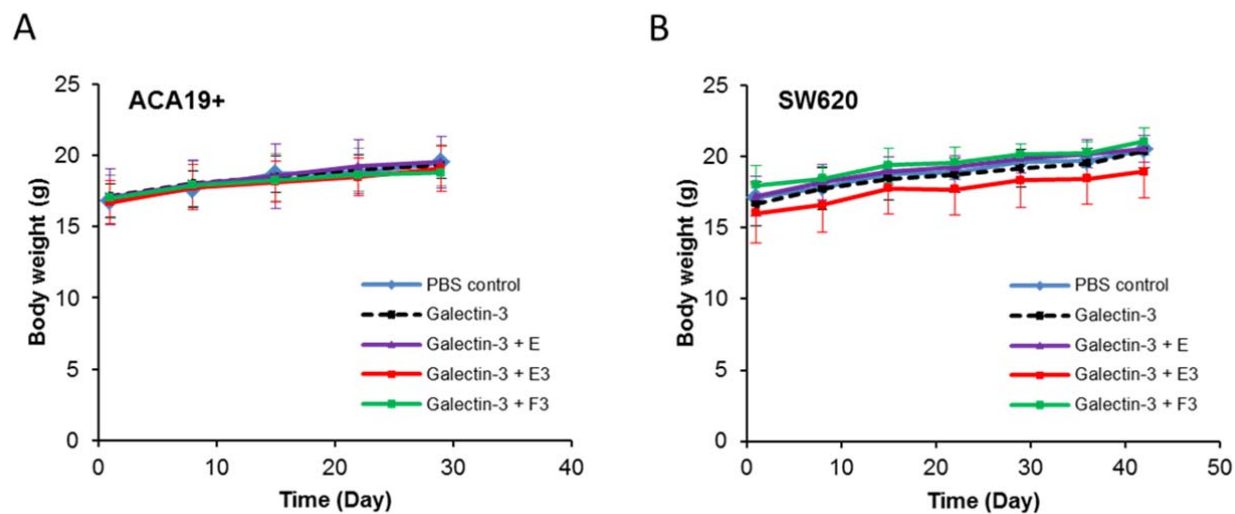 A
ACA19+
Body weight (g)
25
20
15
10
5
0
PBS control
Galectin-3
Galectin-3 + E
Galectin-3 + E3
Galectin-3 + F3
0 10 20 30 40
Time (Day)
B
SW620
Body weight (g)
25
20
15
10
5
0
PBS control
Galectin-3
Galectin-3 + E
Galectin-3 + E3
Galectin-3 + F3
0 10 20 30 40 50
Time (Day)